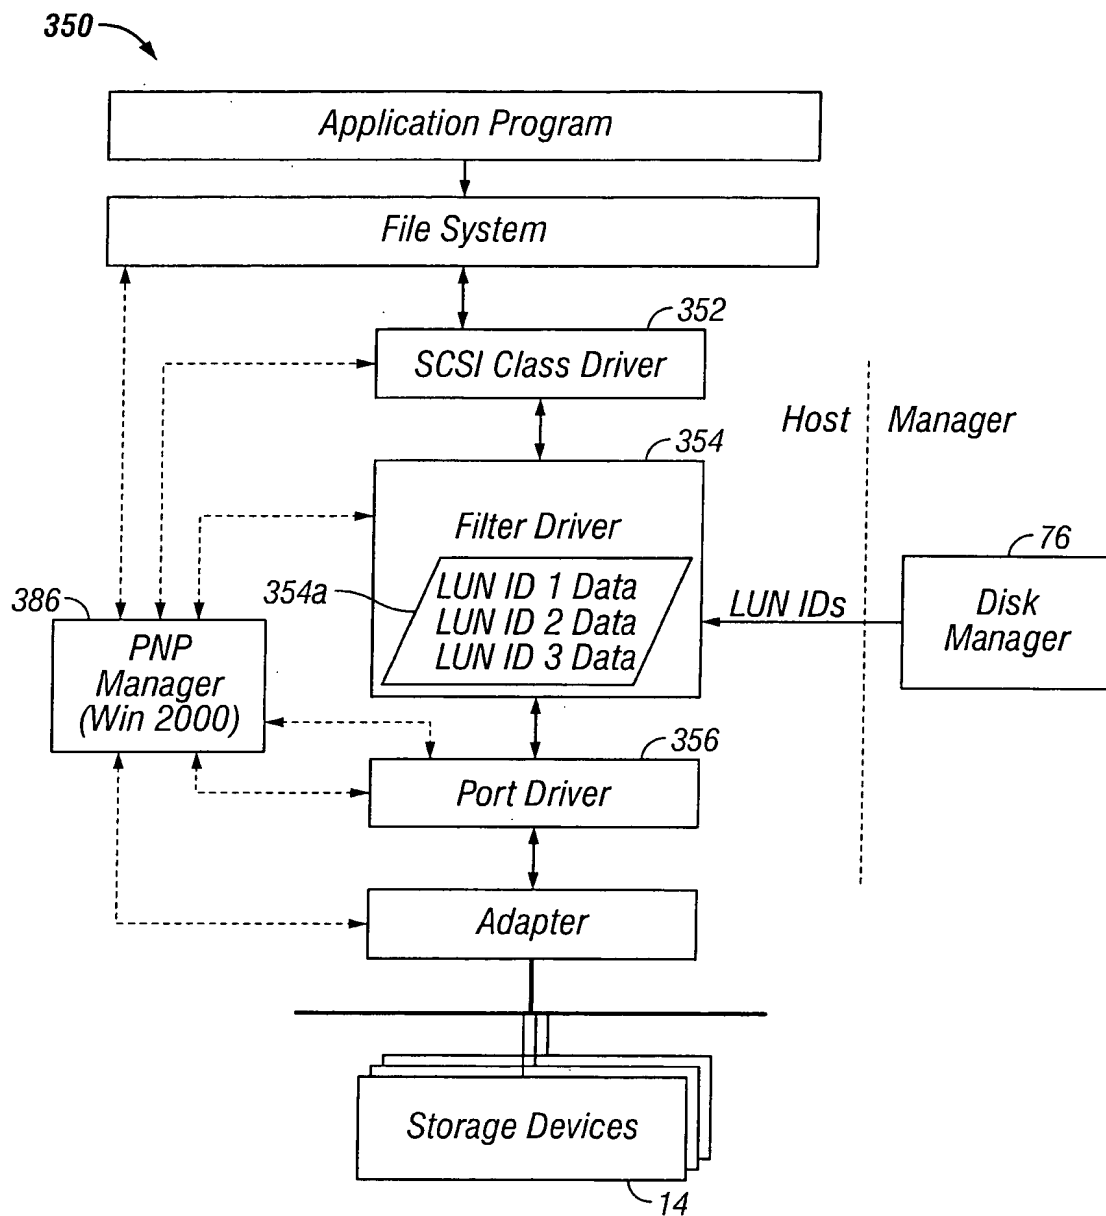 350
Application Program
File System
352
SCSI Class Driver
Host
Manager
354
Filter Driver
354a
LUN ID 1 Data
LUN ID 2 Data
LUN ID 3 Data
LUN IDs
76
Disk
Manager
386
PNP
Manager
(Win 2000)
356
Port Driver
Adapter
Storage Devices
14